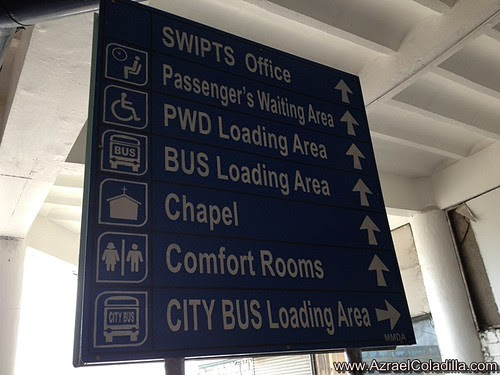 SWIPTS Office
Passenger's Waiting Area
PWD Loading Area
BUS
BUS Loading Area
Chapel
Comfort Rooms
CITY BUS
CITY BUS Loading Area
MMDA
www.AzraelColadilla.com